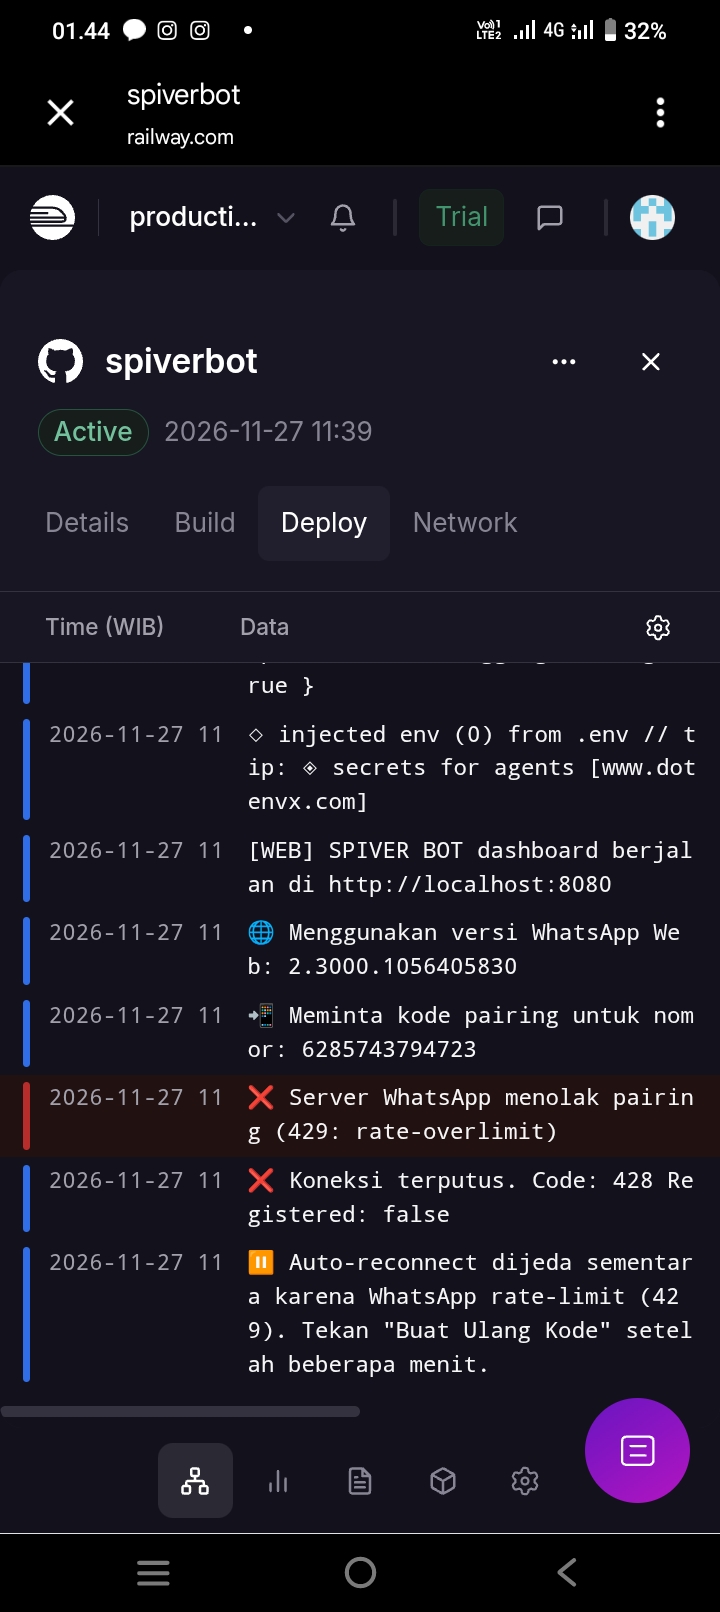 01.44
Vo))1
LTE2
4G
32%
spiverbot
railway.com
producti...
Trial
spiverbot
Active 2026-11-27 11:39
Details Build Deploy Network
Time (WIB) Data
rue }
2026-11-27 11 ◇ injected env (0) from .env // t
ip: ◈ secrets for agents [www.dot
envx.com]
2026-11-27 11 [WEB] SPIVER BOT dashboard berjal
an di http://localhost:8080
2026-11-27 11 🌐 Menggunakan versi WhatsApp We
b: 2.3000.1056405830
2026-11-27 11 📲 Meminta kode pairing untuk nom
or: 6285743794723
2026-11-27 11 ❌ Server WhatsApp menolak pairin
g (429: rate-overlimit)
2026-11-27 11 ❌ Koneksi terputus. Code: 428 Re
gistered: false
2026-11-27 11 ⏸️ Auto-reconnect dijeda sementar
a karena WhatsApp rate-limit (42
9). Tekan "Buat Ulang Kode" setel
ah beberapa menit.